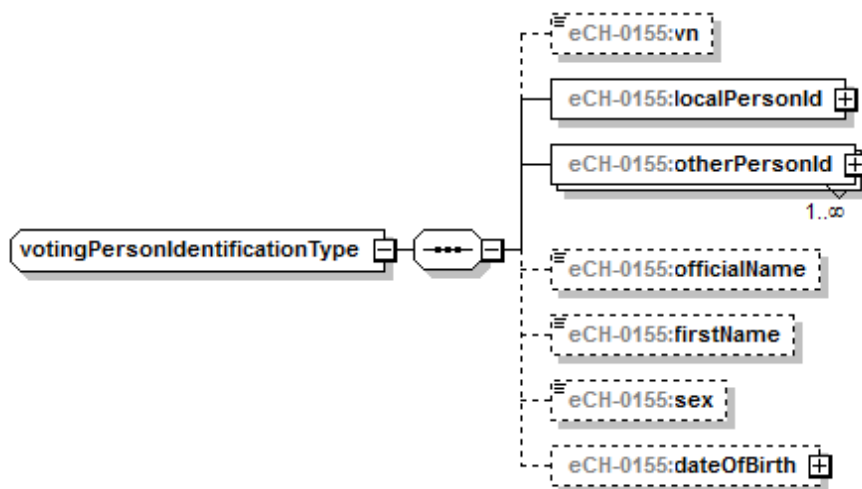 eCH-0155:vn
eCH-0155:localPersonId
eCH-0155:otherPersonId
1..∞
votingPersonIdentificationType
eCH-0155:officialName
eCH-0155:firstName
eCH-0155:sex
eCH-0155:dateOfBirth